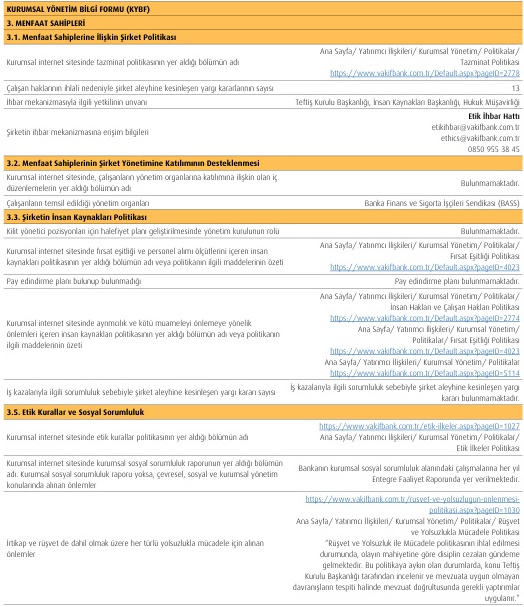 KURUMSAL YÖNETİM BİLGİ FORMU (KYBF)
3. MENFAAT SAHİPLERİ
3.1. Menfaat Sahiplerine İlişkin Şirket Politikası
Kurumsal internet sitesinde tazminat politikasının yer aldığı bölümün adı
Ana Sayfa/ Yatırımcı İlişkileri/ Kurumsal Yönetim/ Politikalar/
Tazminat Politikası
https://www.vakifbank.com.tr/Default.aspx?pageID=2778
Çalışan haklarının ihlali nedeniyle şirket aleyhine kesinleşen yargı kararlarının sayısı
13
İhbar mekanizmasıyla ilgili yetkilinin unvanı
Teftiş Kurulu Başkanlığı, İnsan Kaynakları Başkanlığı, Hukuk Müşavirliği
Şirketin ihbar mekanizmasına erişim bilgileri
Etik İhbar Hattı
etikihbar@vakifbank.com.tr
ethics@vakifbank.com.tr
0850 955 38 45
3.2. Menfaat Sahiplerinin Şirket Yönetimine Katılımının Desteklenmesi
Kurumsal internet sitesinde, çalışanların yönetim organlarına katılımına ilişkin olan iç
düzenlemelerin yer aldığı bölümün adı
Bulunmamaktadır.
Çalışanların temsil edildiği yönetim organları
Banka Finans ve Sigorta İşçileri Sendikası (BASS)
3.3. Şirketin İnsan Kaynakları Politikası
Kilit yönetici pozisyonları için halefiyet planı geliştirilmesinde yönetim kurulunun rolü
Bulunmamaktadır.
Kurumsal internet sitesinde fırsat eşitliği ve personel alımı ölçütlerini içeren insan
kaynakları politikasının yer aldığı bölümün adı veya politikanın ilgili maddelerinin özeti
Ana Sayfa/ Yatırımcı İlişkileri/ Kurumsal Yönetim/ Politikalar/
Fırsat Eşitliği Politikası
https://www.vakifbank.com.tr/Default.aspx?pageID=4023
Pay edindirme planı bulunup bulunmadığı
Pay edindirme planı bulunmamaktadır.
Kurumsal internet sitesinde ayrımcılık ve kötü muameleyi önlemeye yönelik
önlemleri içeren insan kaynakları politikasının yer aldığı bölümün adı veya politikanın
ilgili maddelerinin özeti
Ana Sayfa/ Yatırımcı İlişkileri/ Kurumsal Yönetim/ Politikalar/
İnsan Hakları ve Çalışan Hakları Politikası
https://www.vakifbank.com.tr/Default.aspx?pageID=2774
Ana Sayfa/ Yatırımcı İlişkileri/ Kurumsal Yönetim/
Politikalar/ Fırsat Eşitliği Politikası
https://www.vakifbank.com.tr/Default.aspx?pageID=4023
Ana Sayfa/ Yatırımcı İlişkileri/ Kurumsal Yönetim/ Politikalar
https://www.vakifbank.com.tr/Default.aspx?pageID=5114
İş kazalarıyla ilgili sorumluluk sebebiyle şirket aleyhine kesinleşen yargı kararı sayısı
İş kazalarıyla ilgili sorumluluk sebebiyle şirket aleyhine kesinleşen yargı
kararı bulunmamaktadır.
3.5. Etik Kurallar ve Sosyal Sorumluluk
Kurumsal internet sitesinde etik kurallar politikasının yer aldığı bölümün adı
https://www.vakifbank.com.tr/etik-ilkeler.aspx?pageID=1027
Ana Sayfa/ Yatırımcı İlişkileri/ Kurumsal Yönetim/ Politikalar/
Etik İlkeler Politikası
Kurumsal internet sitesinde kurumsal sosyal sorumluluk raporunun yer aldığı bölümün
adı. Kurumsal sosyal sorumluluk raporu yoksa, çevresel, sosyal ve kurumsal yönetim
konularında alınan önlemler
Bankanın kurumsal sosyal sorumluluk alanındaki çalışmalarına her yıl
Entegre Faaliyet Raporunda yer verilmektedir.
İrtikap ve rüşvet de dahil olmak üzere her türlü yolsuzlukla mücadele için alınan
önlemler
https://www.vakifbank.com.tr/rusvet-ve-yolsuzlugun-onlenmesi-
politikasi.aspx?pageID=1030
Ana Sayfa/ Yatırımcı İlişkileri/ Kurumsal Yönetim/ Politikalar/ Rüşvet
ve Yolsuzlukla Mücadele Politikası
"Rüşvet ve Yolsuzluk ile Mücadele politikasının ihlal edilmesi
durumunda, olayın mahiyetine göre disiplin cezaları gündeme
gelmektedir. Bu politikaya aykırı olan durumlarda, konu Teftiş
Kurulu Başkanlığı tarafından incelenir ve mevzuata uygun olmayan
davranışların tespiti halinde mevzuat doğrultusunda gerekli yaptırımlar
uygulanır."